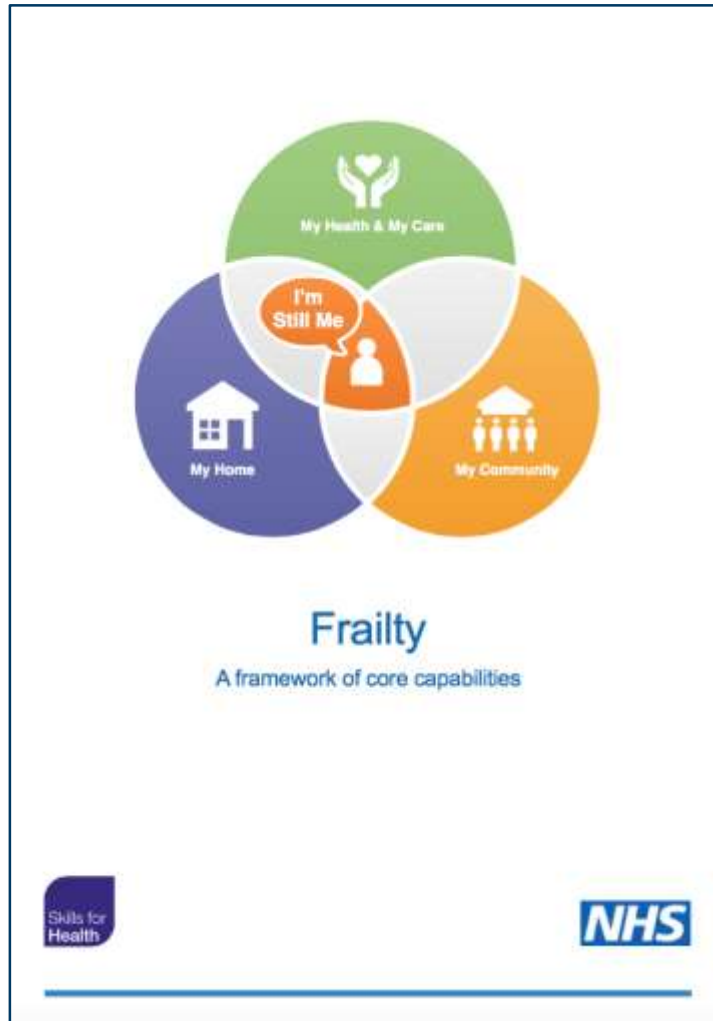 My Health & My Care
I'm
Still Me
My Home
My Community
Frailty
A framework of core capabilities
Skills for
Health
NHS